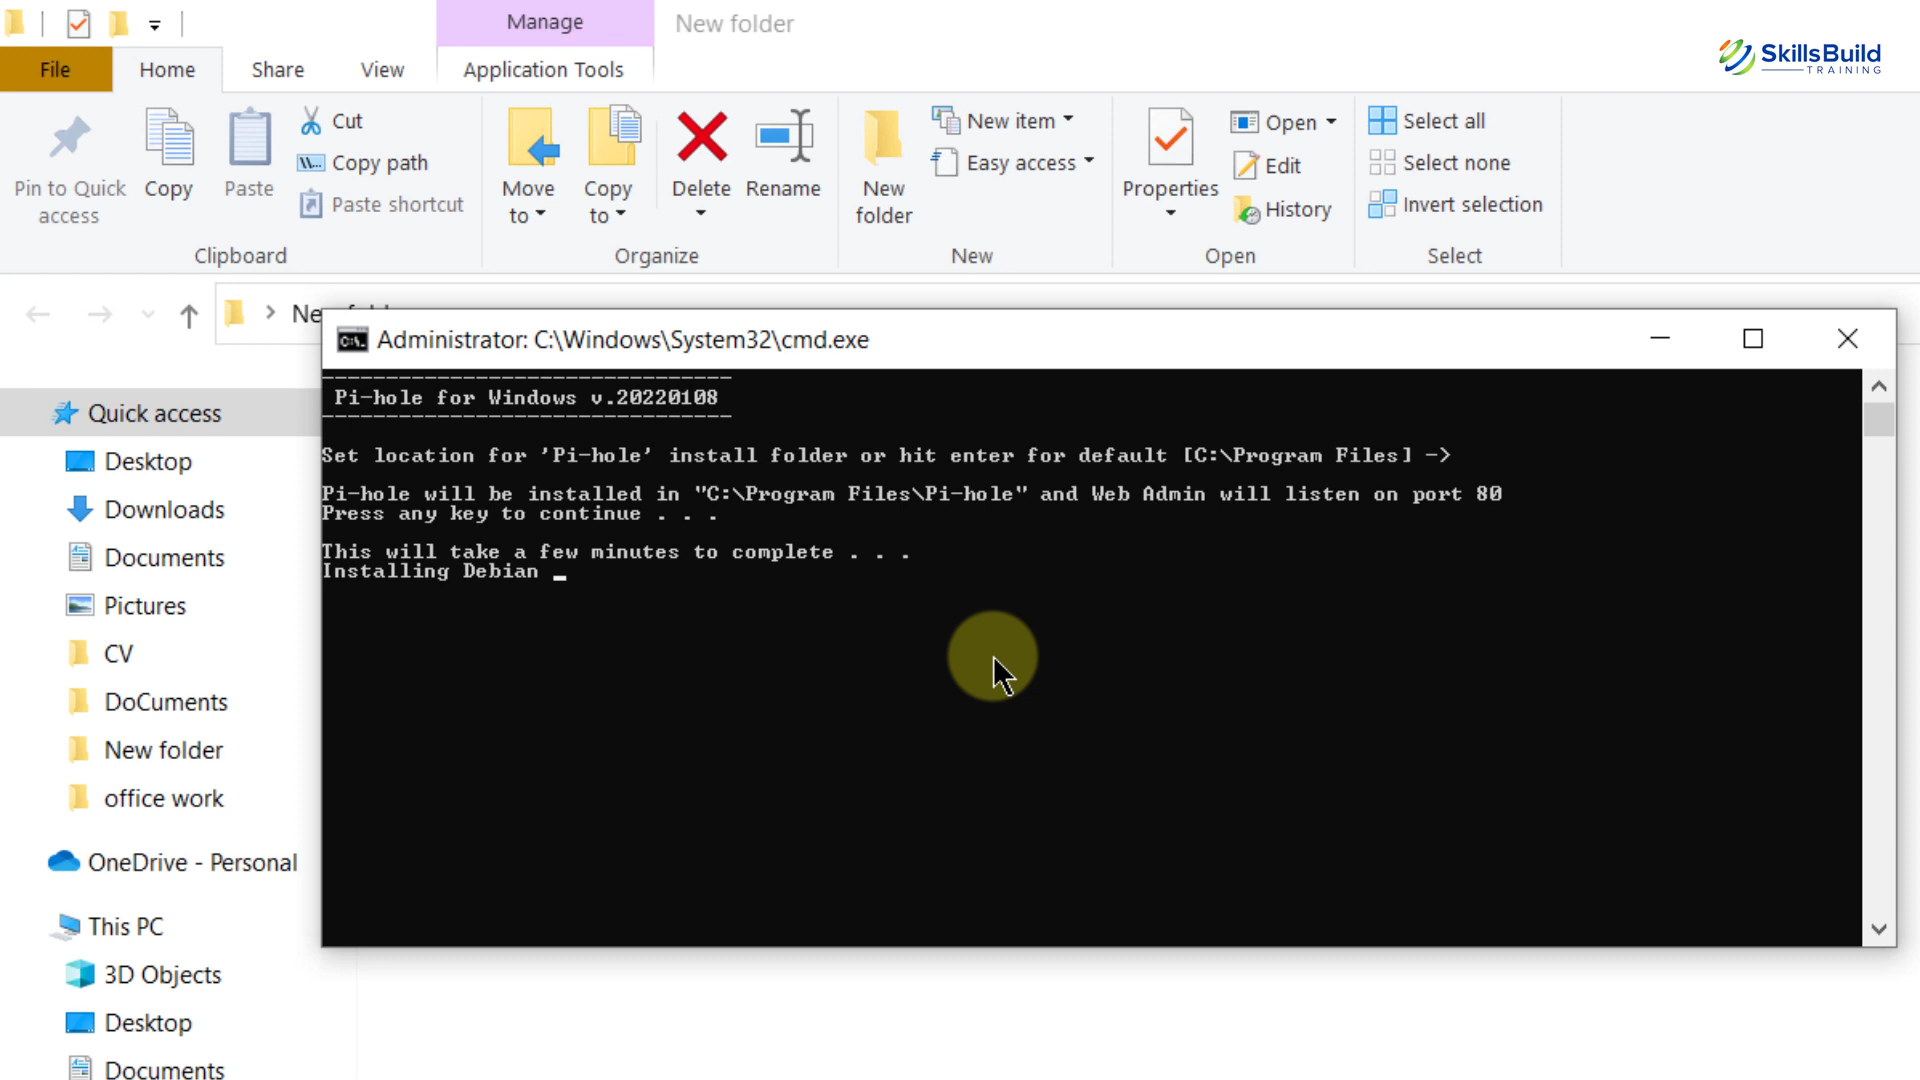 Manage
New folder
SkillsBuild
TRAINING
File
Home
Share
View
Application Tools
Pin to Quick
access
Copy
Paste
Cut
Copy path
Paste shortcut
Clipboard
Move
to
Copy
to
Delete
Rename
Organize
New
folder
New item
Easy access
New
Properties
Open
Edit
History
Open
Select all
Select none
Invert selection
Select
Administrator: C:\Windows\System32\cmd.exe
-------------------------------
Pi-hole for Windows v.20220108
-------------------------------
Set location for 'Pi-hole' install folder or hit enter for default [C:\Program Files] ->
Pi-hole will be installed in "C:\Program Files\Pi-hole" and Web Admin will listen on port 80
Press any key to continue . . .
This will take a few minutes to complete . . .
Installing Debian _
Quick access
Desktop
Downloads
Documents
Pictures
CV
DoCuments
New folder
office work
OneDrive - Personal
This PC
3D Objects
Desktop
Documents